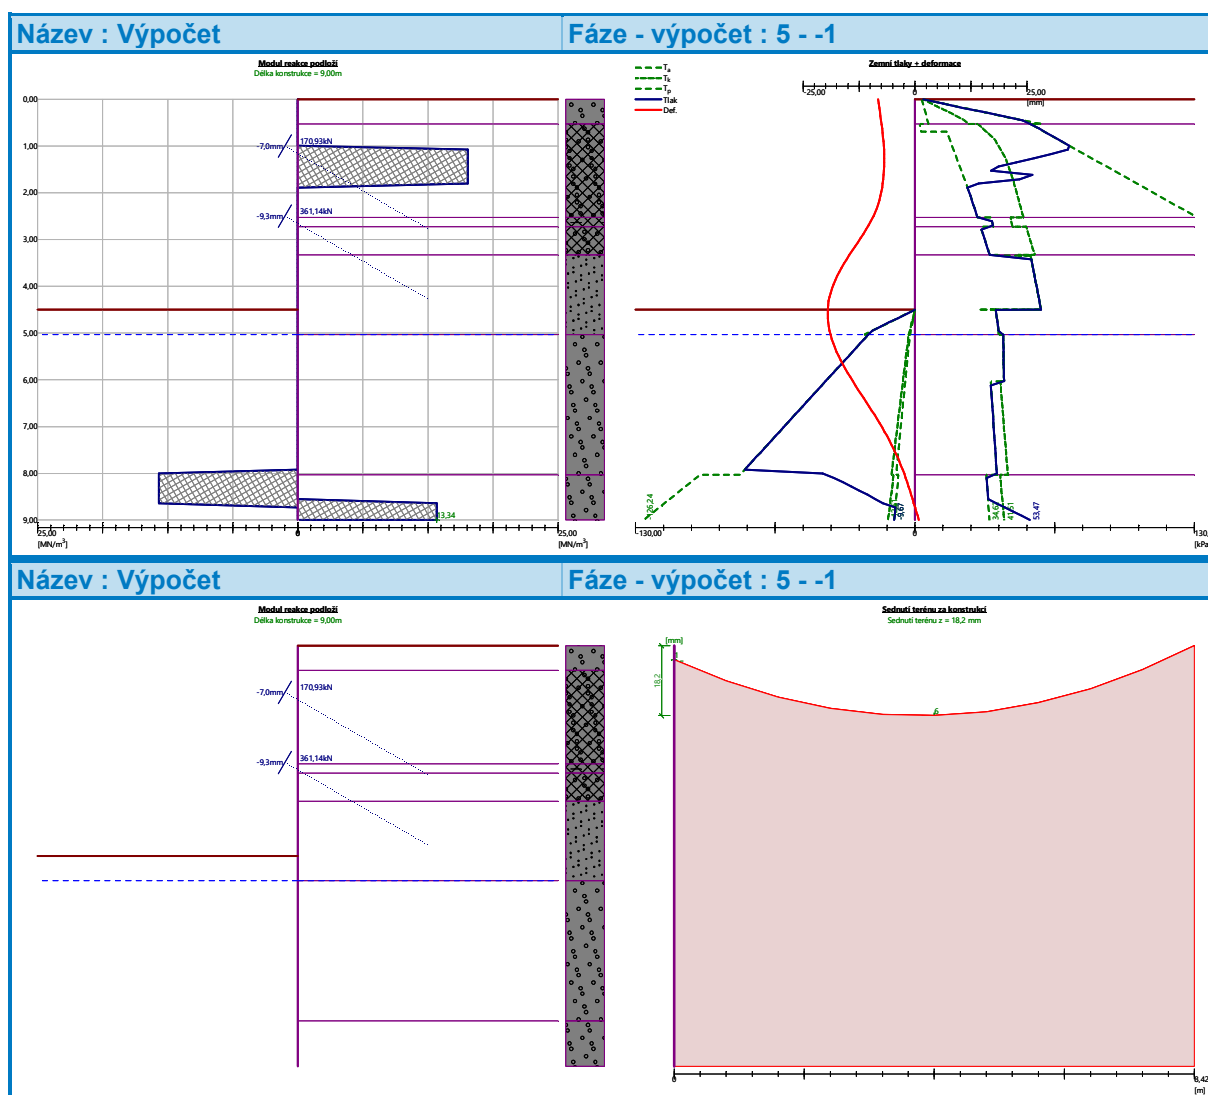 Název : Výpočet
Fáze - výpočet : 5 - -1
Modul reakce podloží
Délka konstrukce = 9,00m
0,00
1,00
2,00
3,00
4,00
5,00
6,00
7,00
8,00
9,00
-7,0mm
170,93kN
-9,3mm
361,14kN
13,34
25,00
0
25,00
[MN/m³]
[MN/m³]
Tₐ
Tₖ
Tₚ
Tlak
Def.
Zemní tlaky + deformace
-25,00
0
25,00
[mm]
-126,24
-9,67
53,47
-130,00
0
[kPa]
Název : Výpočet
Fáze - výpočet : 5 - -1
Modul reakce podloží
Délka konstrukce = 9,00m
-7,0mm
170,93kN
-9,3mm
361,14kN
Sednutí terénu za konstrukcí
Sednutí terénu z = 18,2 mm
[mm]
18,2
0
8,42
[m]